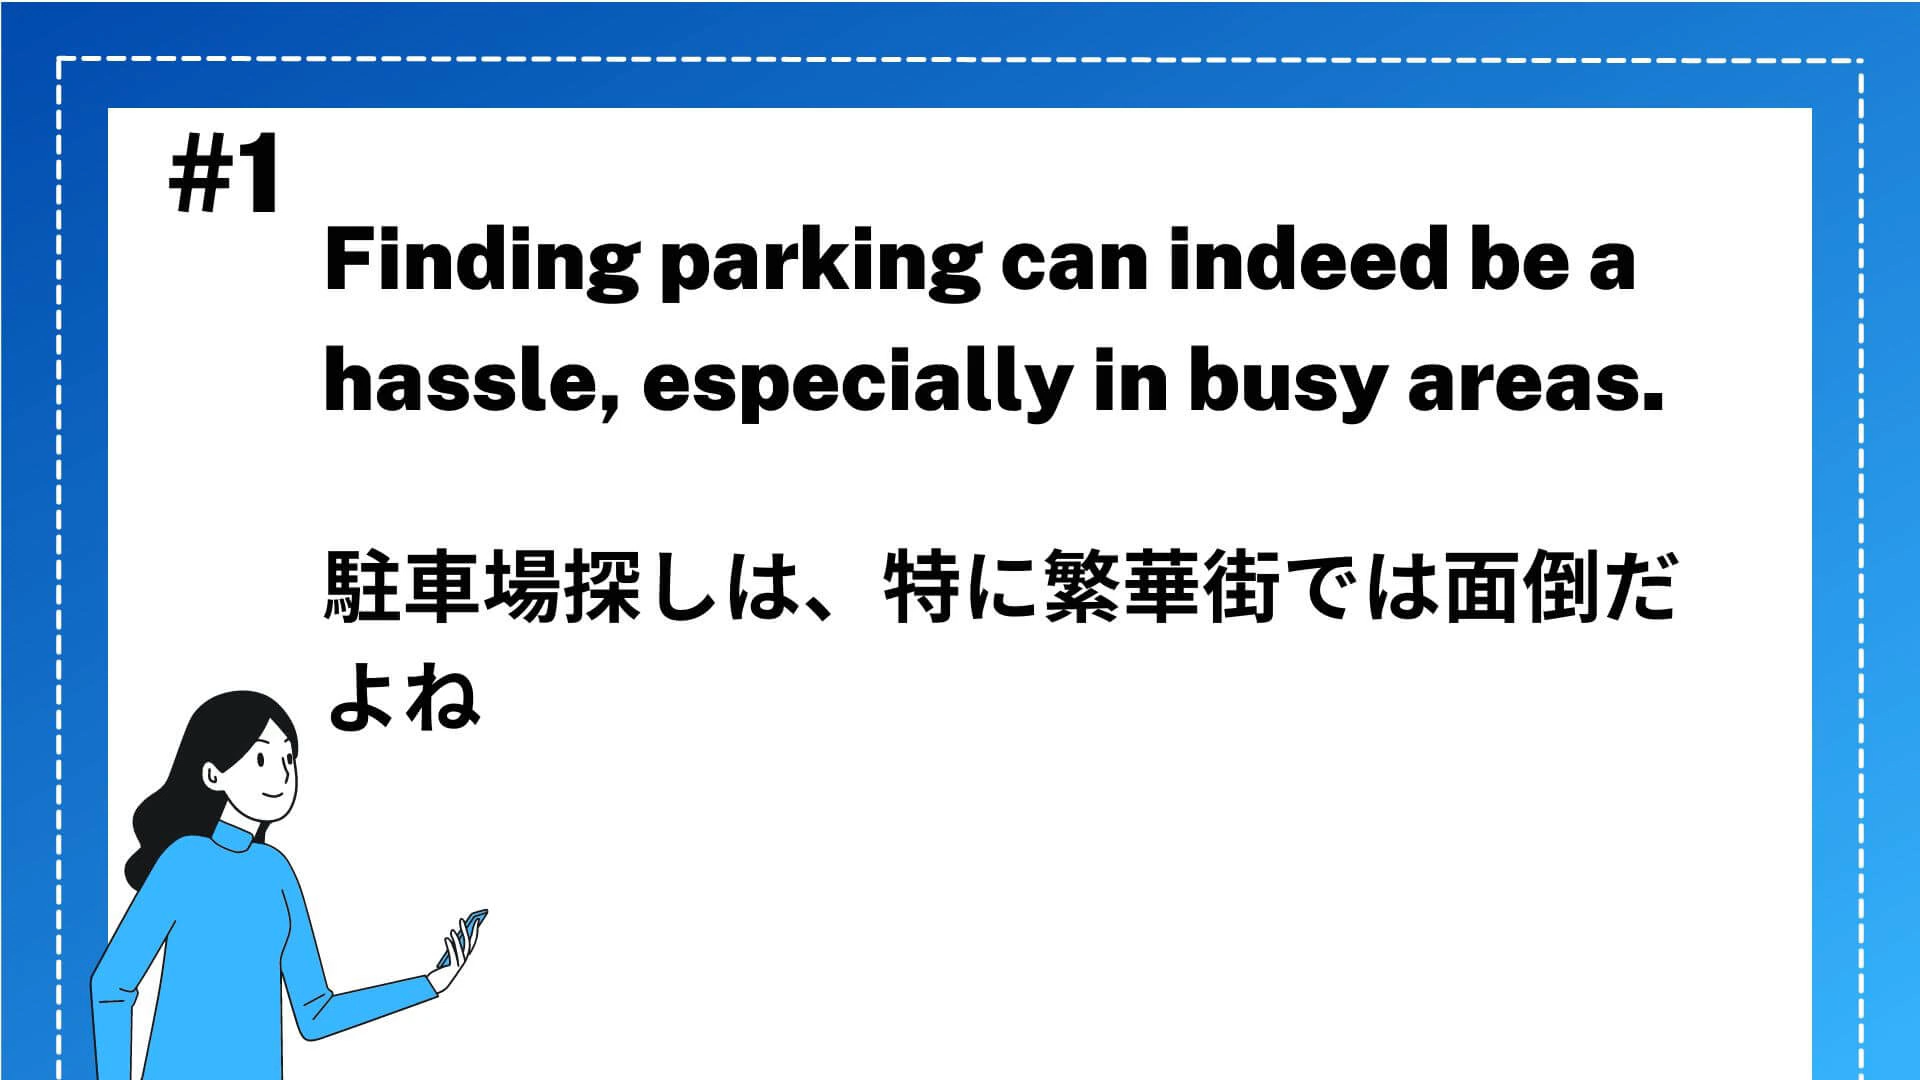 #1
Finding parking can indeed be a
hassle, especially in busy areas.
駐車場探しは、特に繁華街では面倒だ
よね